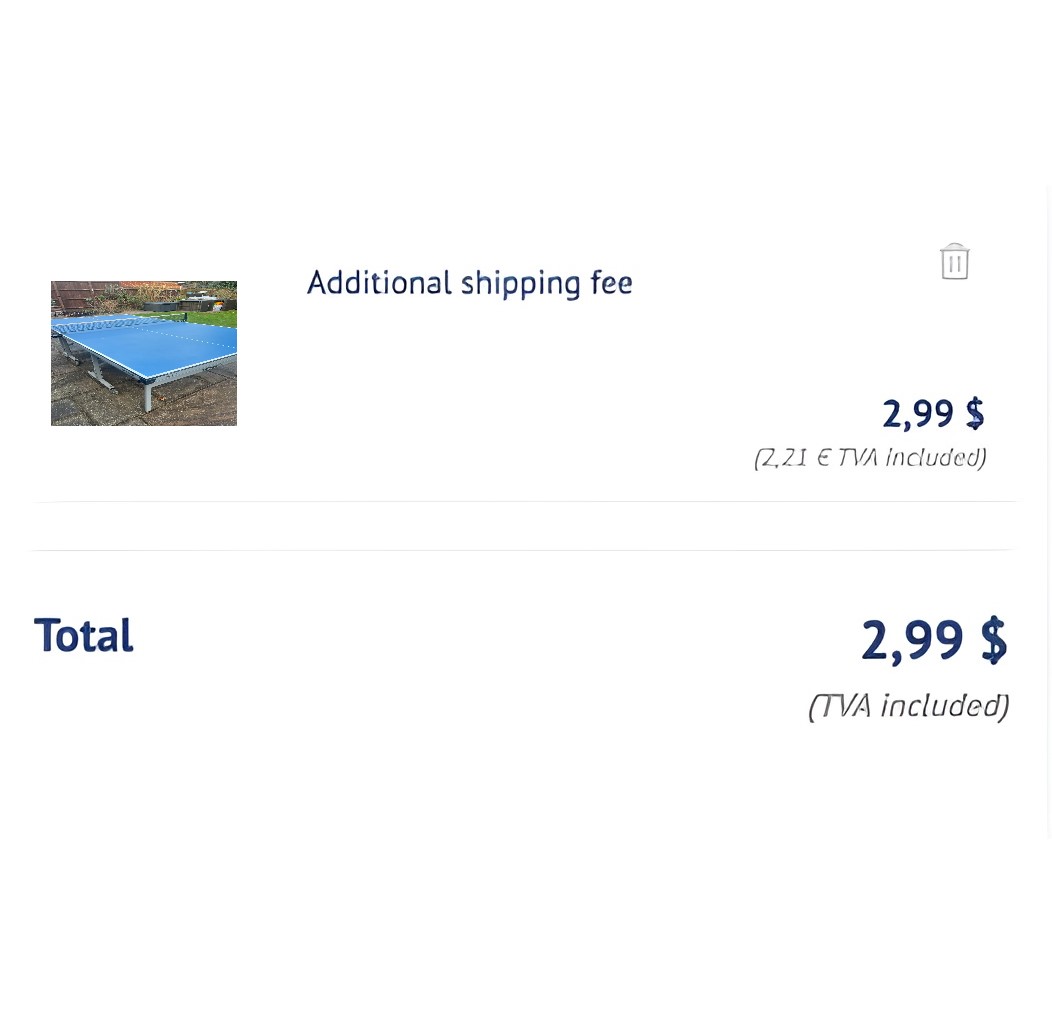 Additional shipping fee
2,99 $
(2,21 € TVA included)
Total
2,99 $
(TVA included)